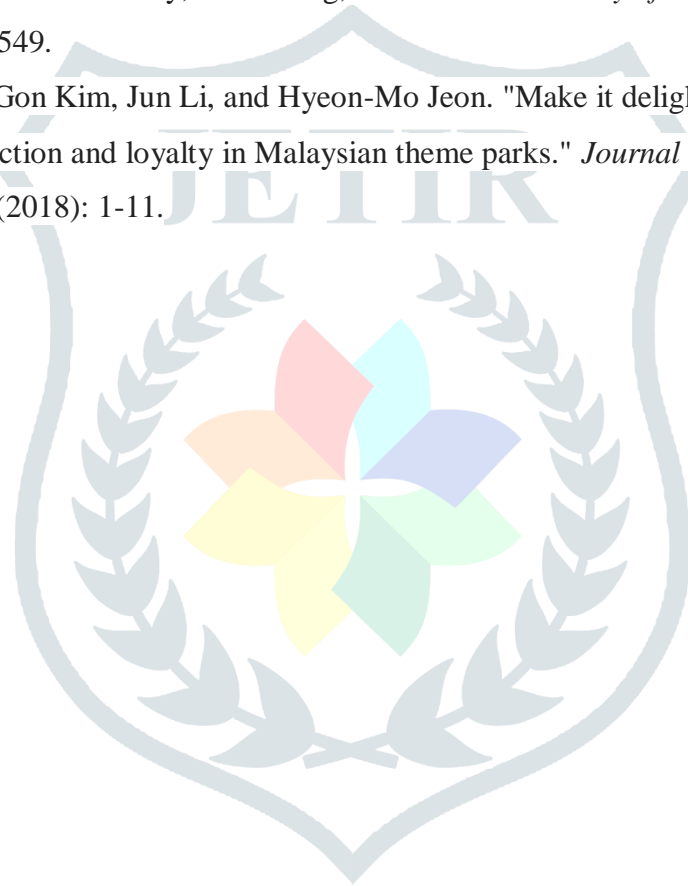 549.
Gon Kim, Jun Li, and Hyeon-Mo Jeon. "Make it deligh
ction and loyalty in Malaysian theme parks." Journal
(2018): 1-11.
JETIR